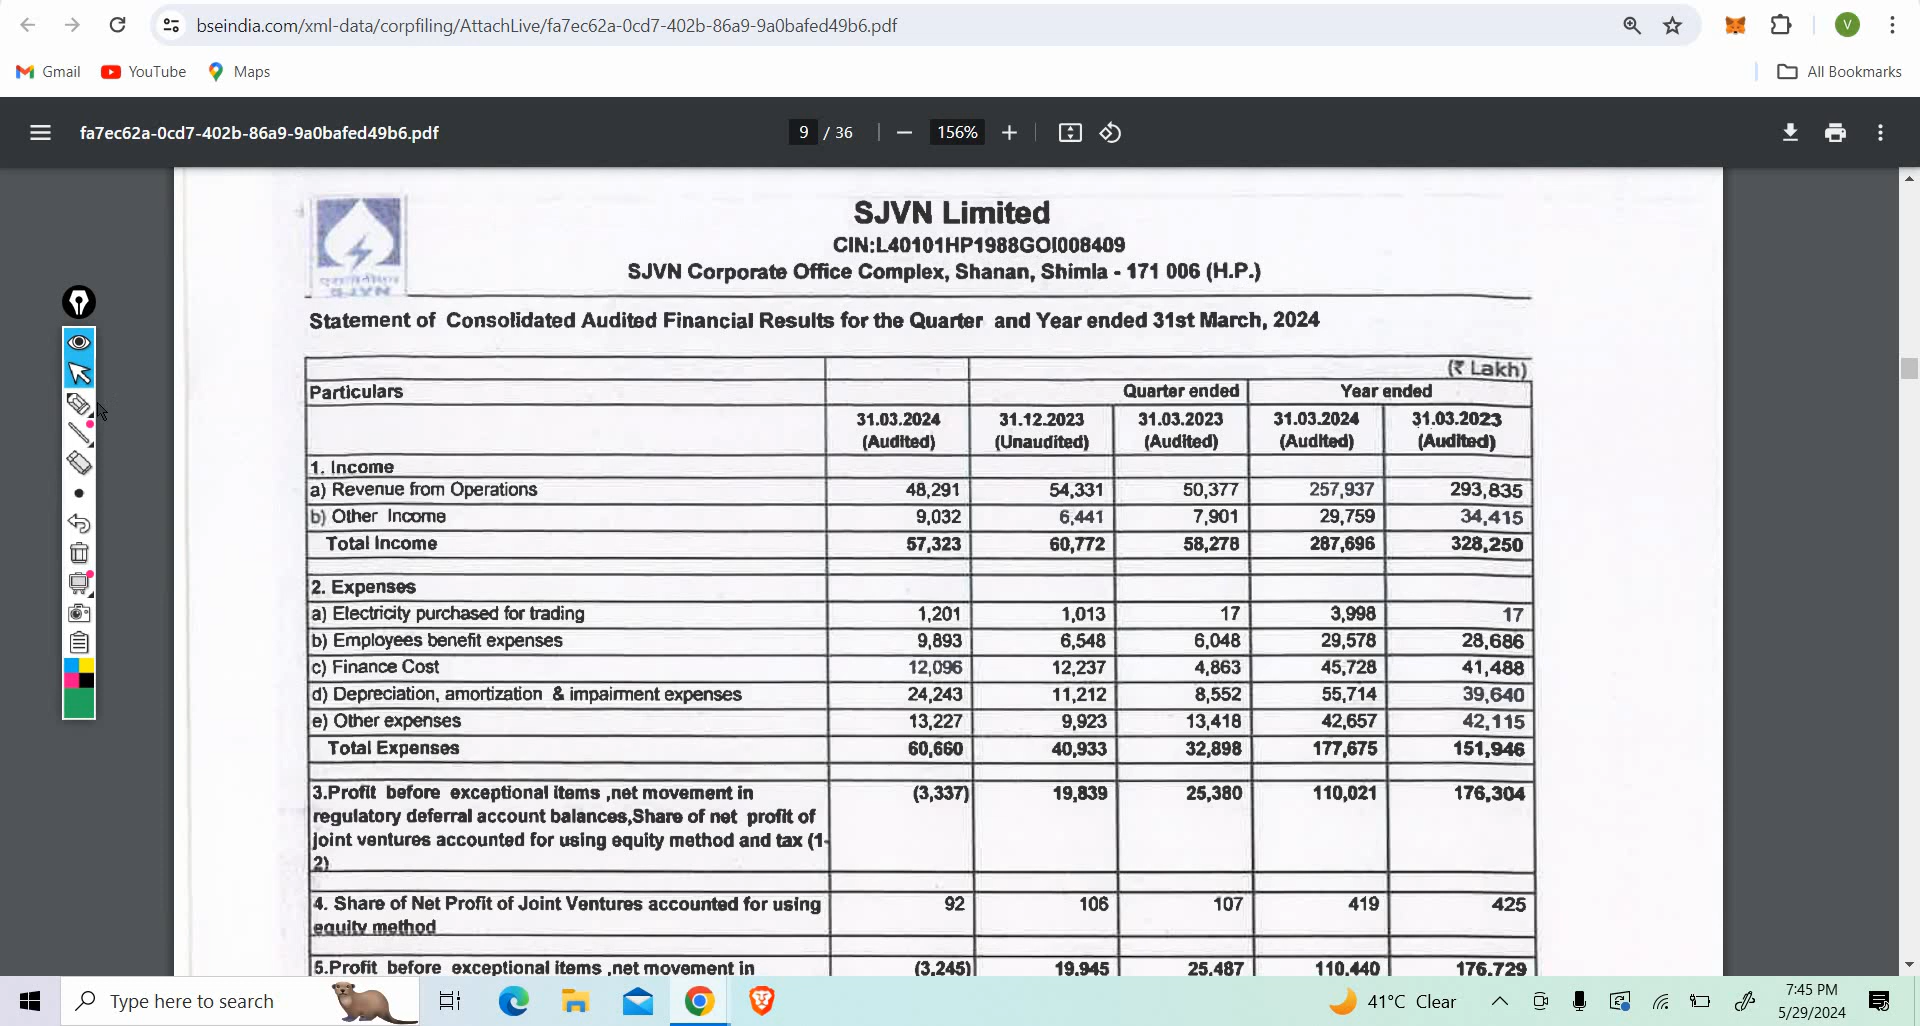 bseindia.com/xml-data/corpfiling/AttachLive/fa7ec62a-0cd7-402b-86a9-9a0bafed49b6.pdf
V
Gmail YouTube Maps All Bookmarks
fa7ec62a-0cd7-402b-86a9-9a0bafed49b6.pdf 9 / 36 156%
SJVN Limited
CIN:L40101HP1988GOI008409
SJVN Corporate Office Complex, Shanan, Shimla - 171 006 (H.P.)
Statement of Consolidated Audited Financial Results for the Quarter and Year ended 31st March, 2024
(₹ Lakh)
Particulars Quarter ended Year ended
31.03.2024 31.12.2023 31.03.2023 31.03.2024 31.03.2023
(Audited) (Unaudited) (Audited) (Audited) (Audited)
1. Income
a) Revenue from Operations 48,291 54,331 50,377 257,937 293,835
b) Other Income 9,032 6,441 7,901 29,759 34,415
Total Income 57,323 60,772 58,278 287,696 328,250
2. Expenses
a) Electricity purchased for trading 1,201 1,013 17 3,998 17
b) Employees benefit expenses 9,893 6,548 6,048 29,578 28,686
c) Finance Cost 12,096 12,237 4,863 45,728 41,488
d) Depreciation, amortization & impairment expenses 24,243 11,212 8,552 55,714 39,640
e) Other expenses 13,227 9,923 13,418 42,657 42,115
Total Expenses 60,660 40,933 32,898 177,675 151,946
3.Profit before exceptional items ,net movement in (3,337) 19,839 25,380 110,021 176,304
regulatory deferral account balances,Share of net profit of
joint ventures accounted for using equity method and tax (1-
2)
4. Share of Net Profit of Joint Ventures accounted for using 92 106 107 419 425
equity method
5.Profit before exceptional items ,net movement in (3,245) 19,945 25,487 110,440 176,729
Type here to search 41°C Clear 7:45 PM
5/29/2024